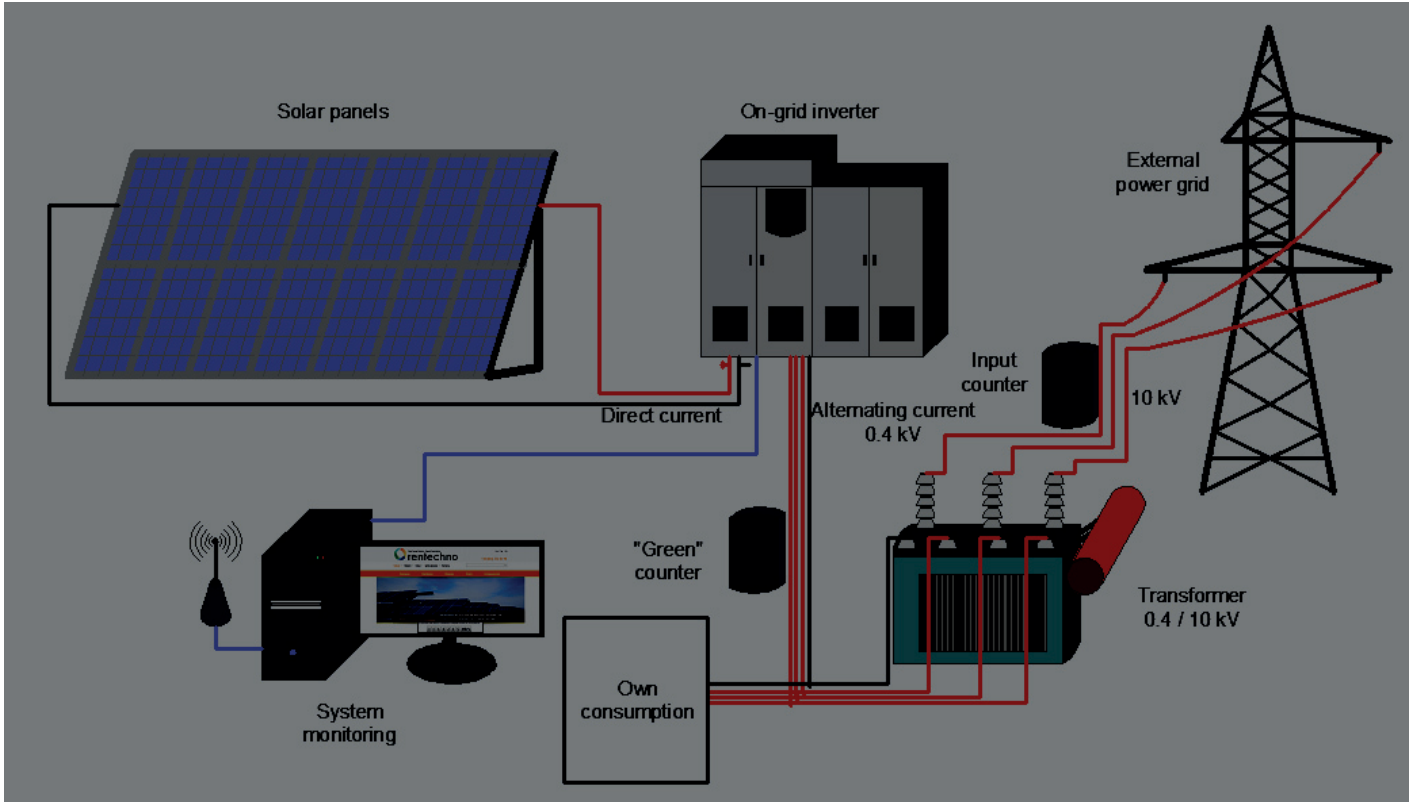 Solar panels
On-grid inverter
External
power grid
Input
counter
10 kV
Direct current
Alternating current
0.4 kV
"Green"
counter
rentechno
Transformer
0.4 / 10 kV
Own
consumption
System
monitoring